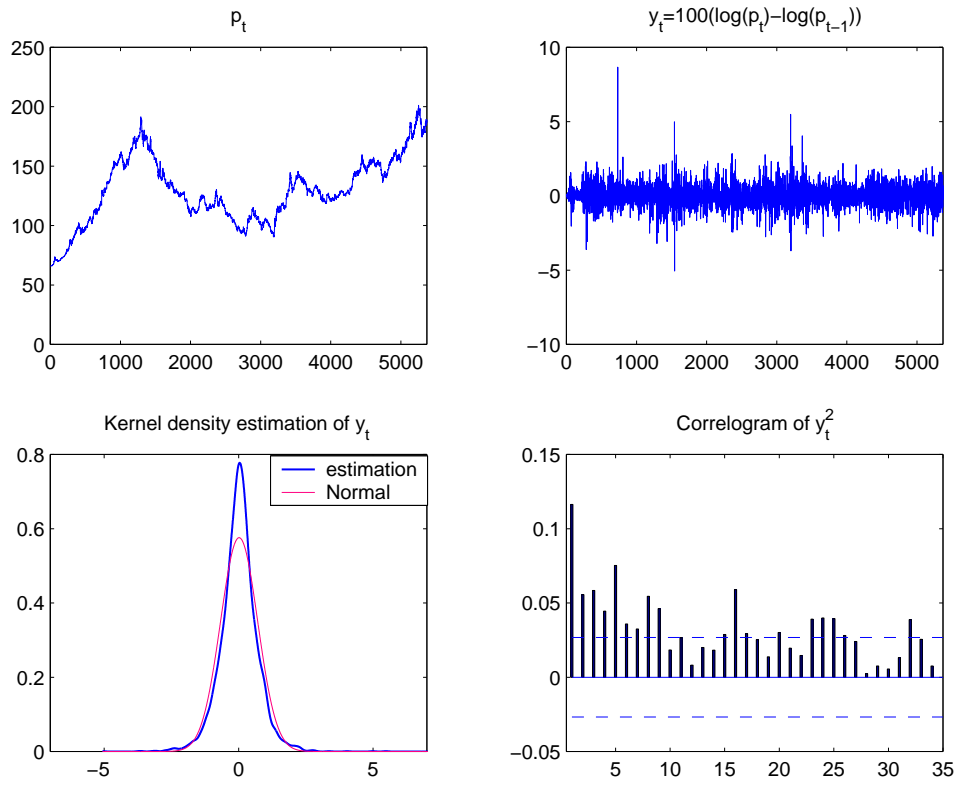 p_t
250
200
150
100
50
0
0 1000 2000 3000 4000 5000
y_t=100(log(p_t)−log(p_{t−1}))
10
5
0
−5
−10
0 1000 2000 3000 4000 5000
Kernel density estimation of y_t
estimation
Normal
0.8
0.6
0.4
0.2
0
−5 0 5
Correlogram of y_t^2
0.15
0.1
0.05
0
−0.05
5 10 15 20 25 30 35